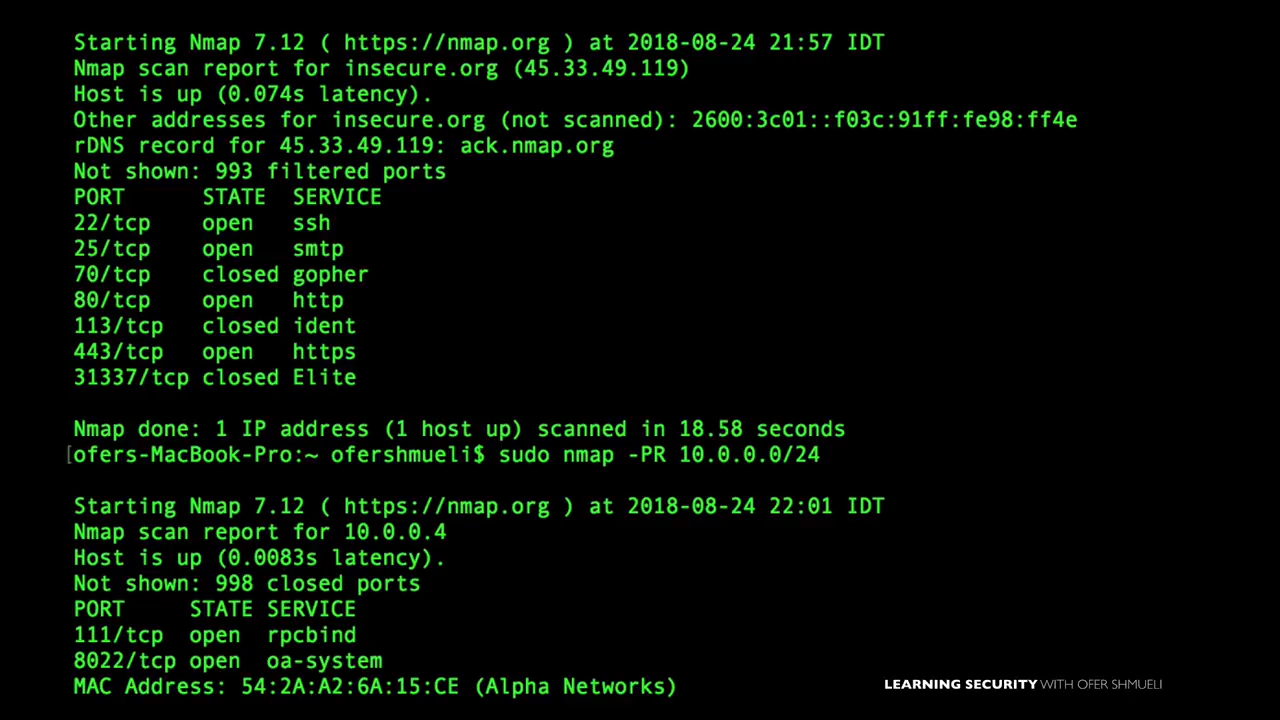 Starting Nmap 7.12 ( https://nmap.org ) at 2018-08-24 21:57 IDT
Nmap scan report for insecure.org (45.33.49.119)
Host is up (0.074s latency).
Other addresses for insecure.org (not scanned): 2600:3c01::f03c:91ff:fe98:ff4e
rDNS record for 45.33.49.119: ack.nmap.org
Not shown: 993 filtered ports
PORT      STATE  SERVICE
22/tcp    open   ssh
25/tcp    open   smtp
70/tcp    closed gopher
80/tcp    open   http
113/tcp   closed ident
443/tcp   open   https
31337/tcp closed Elite
Nmap done: 1 IP address (1 host up) scanned in 18.58 seconds
[ofers-MacBook-Pro:~ ofershmueli$ sudo nmap -PR 10.0.0.0/24
Starting Nmap 7.12 ( https://nmap.org ) at 2018-08-24 22:01 IDT
Nmap scan report for 10.0.0.4
Host is up (0.0083s latency).
Not shown: 998 closed ports
PORT     STATE SERVICE
111/tcp  open  rpcbind
8022/tcp open  oa-system
MAC Address: 54:2A:A2:6A:15:CE (Alpha Networks)
LEARNING SECURITY WITH OFER SHMUELI